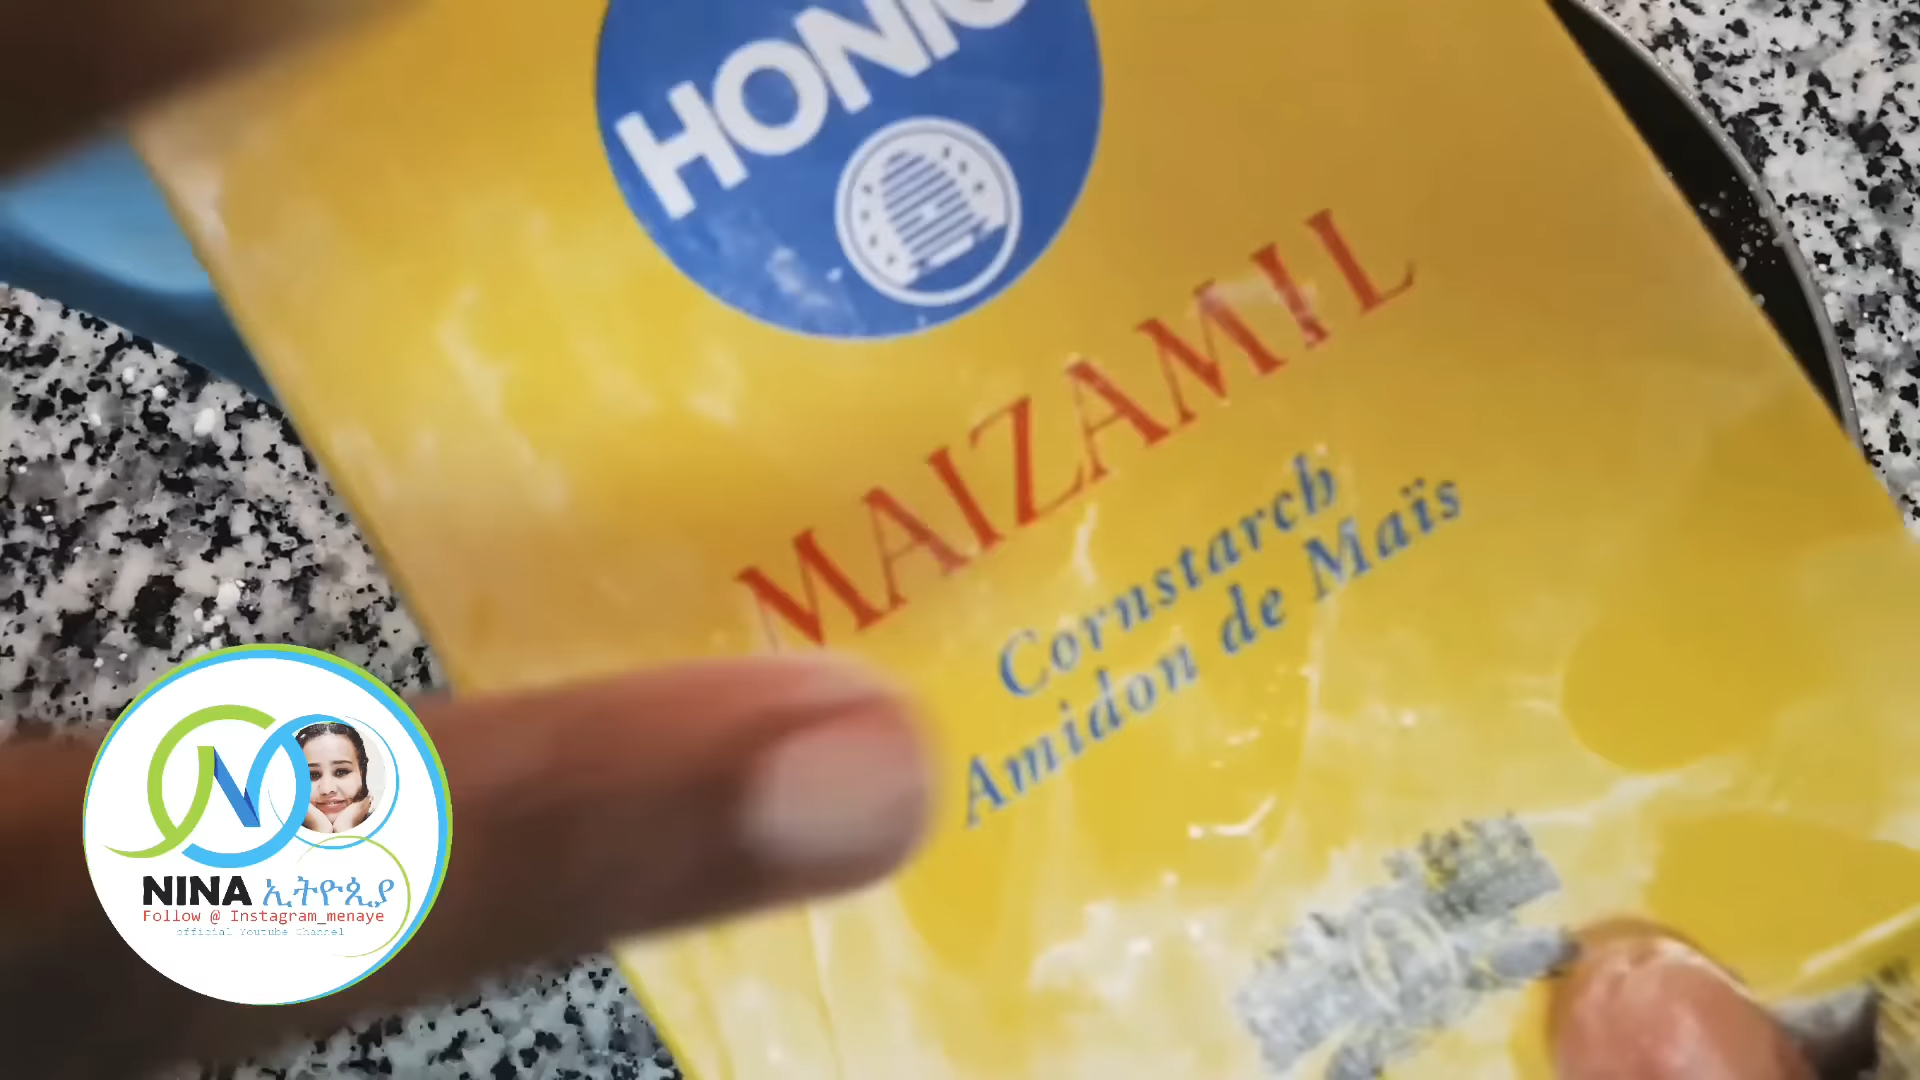 HONIG
MAIZAMIL
Cornstarch
Amidon de Maïs
NINA ኢትዮጲያ
Follow @ Instagram_menaye
official Youtube Channel